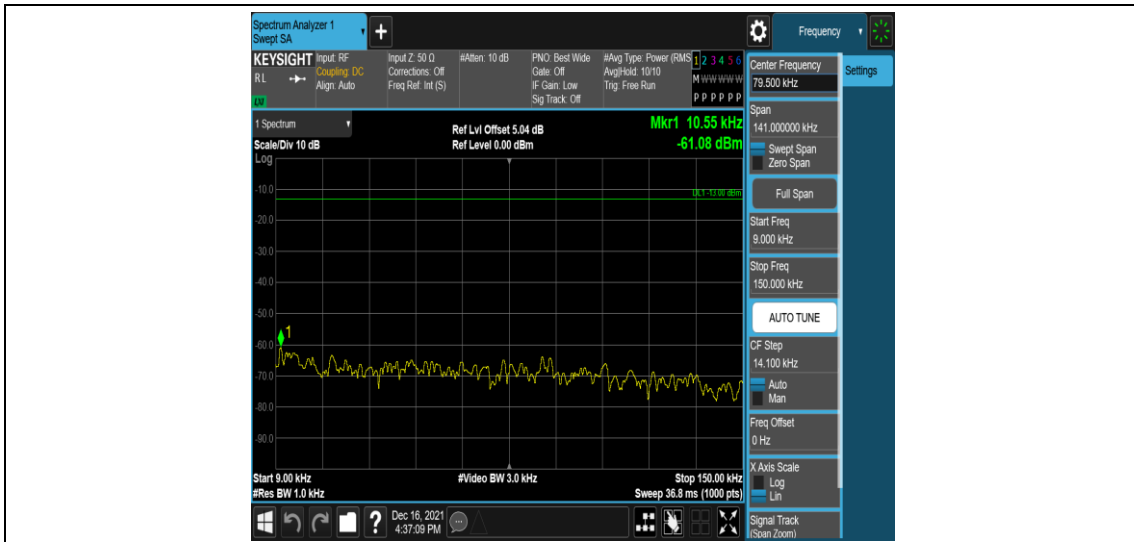 Spectrum Analyzer 1
Swept SA
Frequency
KEYSIGHT
RL
LXI
Input: RF
Coupling: DC
Align: Auto
Input Z: 50 Ω
Corrections: Off
Freq Ref: Int (S)
#Atten: 10 dB
PNO: Best Wide
Gate: Off
IF Gain: Low
Sig Track: Off
#Avg Type: Power (RMS
Avg|Hold: 10/10
Trig: Free Run
1 2 3 4 5 6
M W W W W W
P P P P P P
1 Spectrum
Scale/Div 10 dB
Ref Lvl Offset 5.04 dB
Ref Level 0.00 dBm
Mkr1 10.55 kHz
-61.08 dBm
Log
DL1 -13.00 dBm
-10.0
-20.0
-30.0
-40.0
-50.0
1
-60.0
-70.0
-80.0
-90.0
Start 9.00 kHz
#Res BW 1.0 kHz
#Video BW 3.0 kHz
Stop 150.00 kHz
Sweep 36.8 ms (1000 pts)
Dec 16, 2021
4:37:09 PM
Center Frequency
79.500 kHz
Settings
Span
141.000000 kHz
Swept Span
Zero Span
Full Span
Start Freq
9.000 kHz
Stop Freq
150.000 kHz
AUTO TUNE
CF Step
14.100 kHz
Auto
Man
Freq Offset
0 Hz
X Axis Scale
Log
Lin
Signal Track
(Span Zoom)